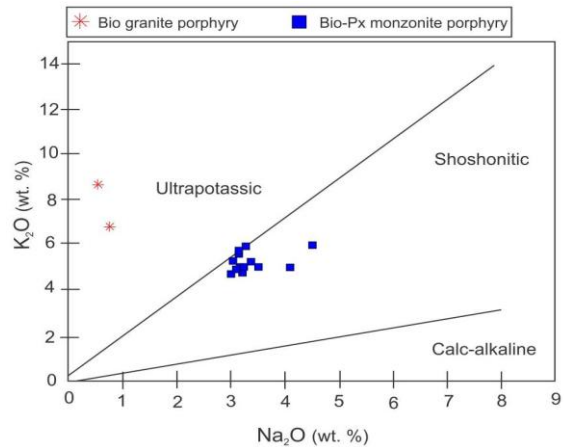 Bio granite porphyry Bio-Px monzonite porphyry
14
12
10
8
6
4
2
0
K₂O (wt. %)
Ultrapotassic
Shoshonitic
Calc-alkaline
0 1 2 3 4 5 6 7 8 9
Na₂O (wt. %)